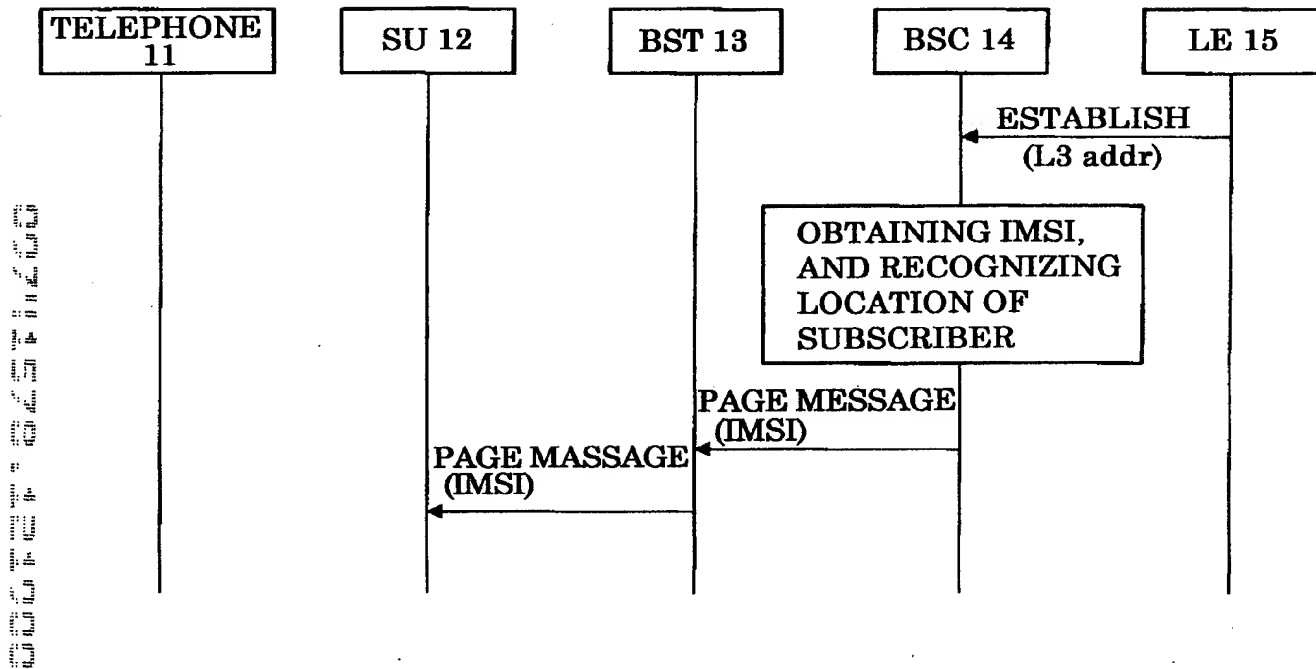 TELEPHONE
11
SU 12
BST 13
BSC 14
LE 15
ESTABLISH
(L3 addr)
OBTAINING IMSI,
AND RECOGNIZING
LOCATION OF
SUBSCRIBER
PAGE MESSAGE
(IMSI)
PAGE MASSAGE
(IMSI)